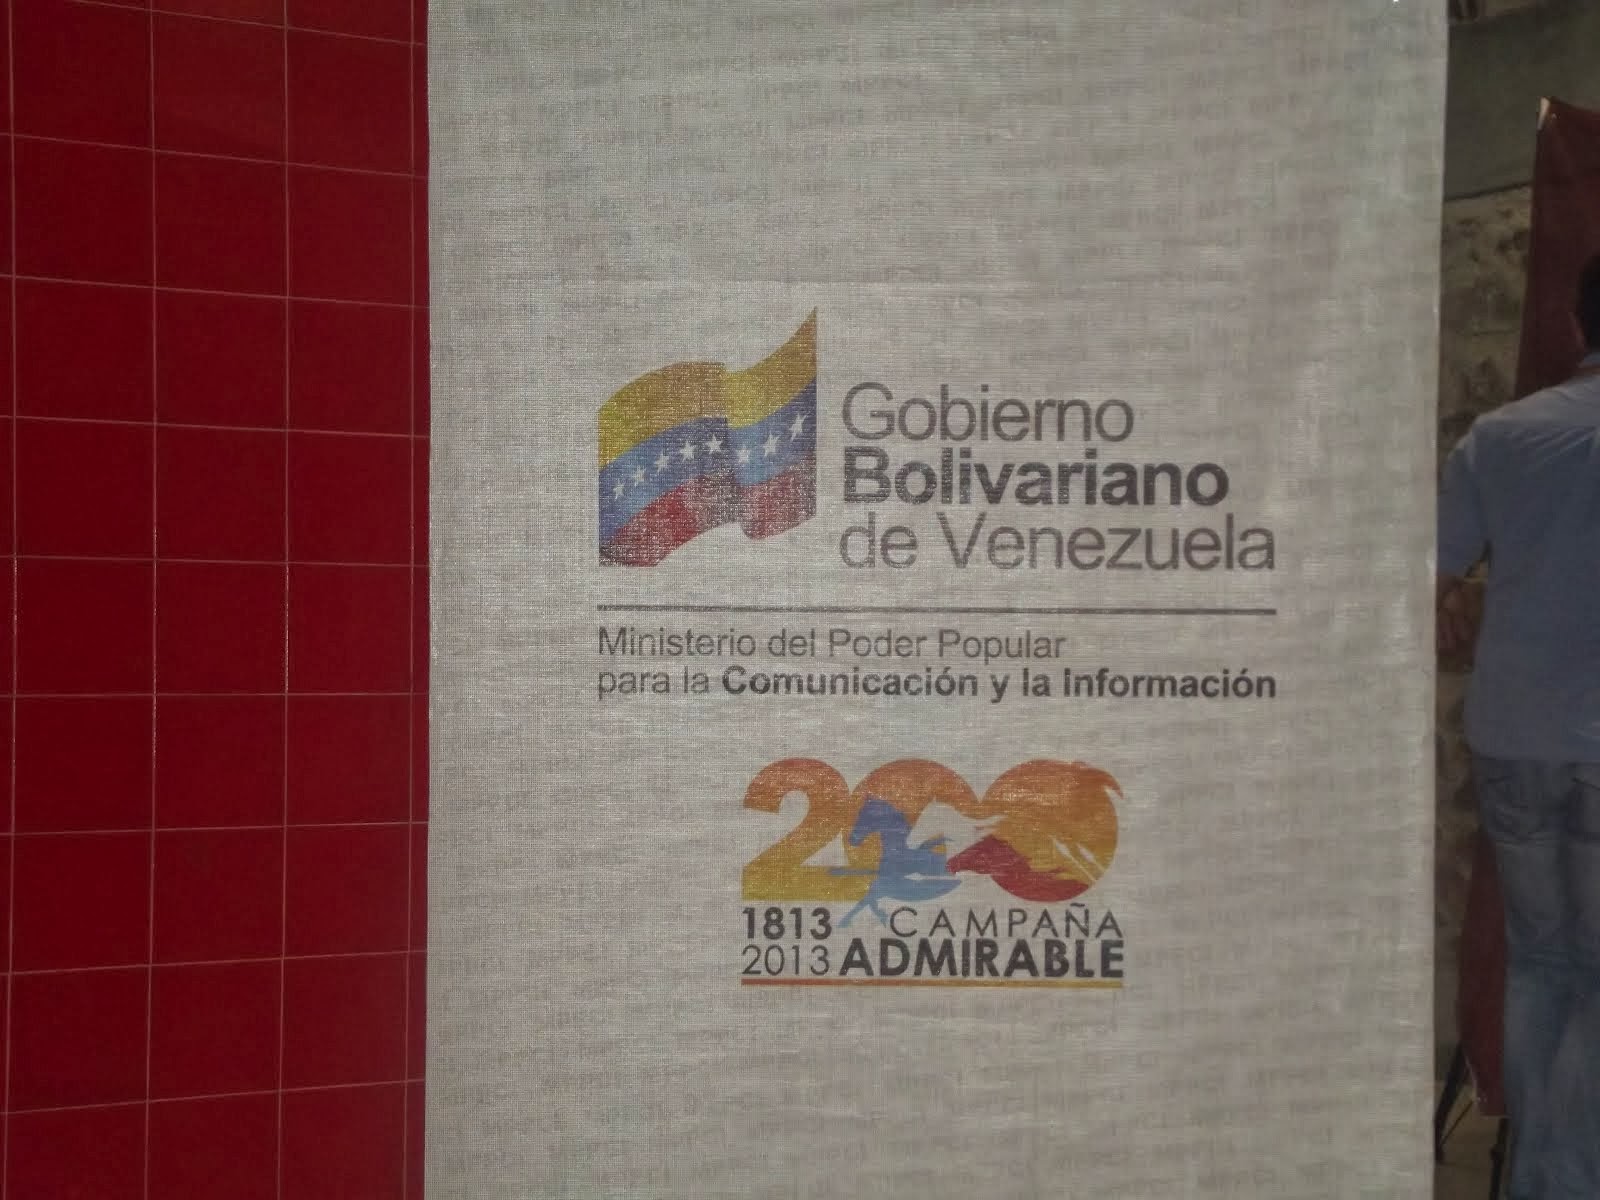 Gobierno
Bolivariano
de Venezuela
Ministerio del Poder Popular
para la Comunicación y la Información
200
1813 CAMPAÑA
2013 ADMIRABLE